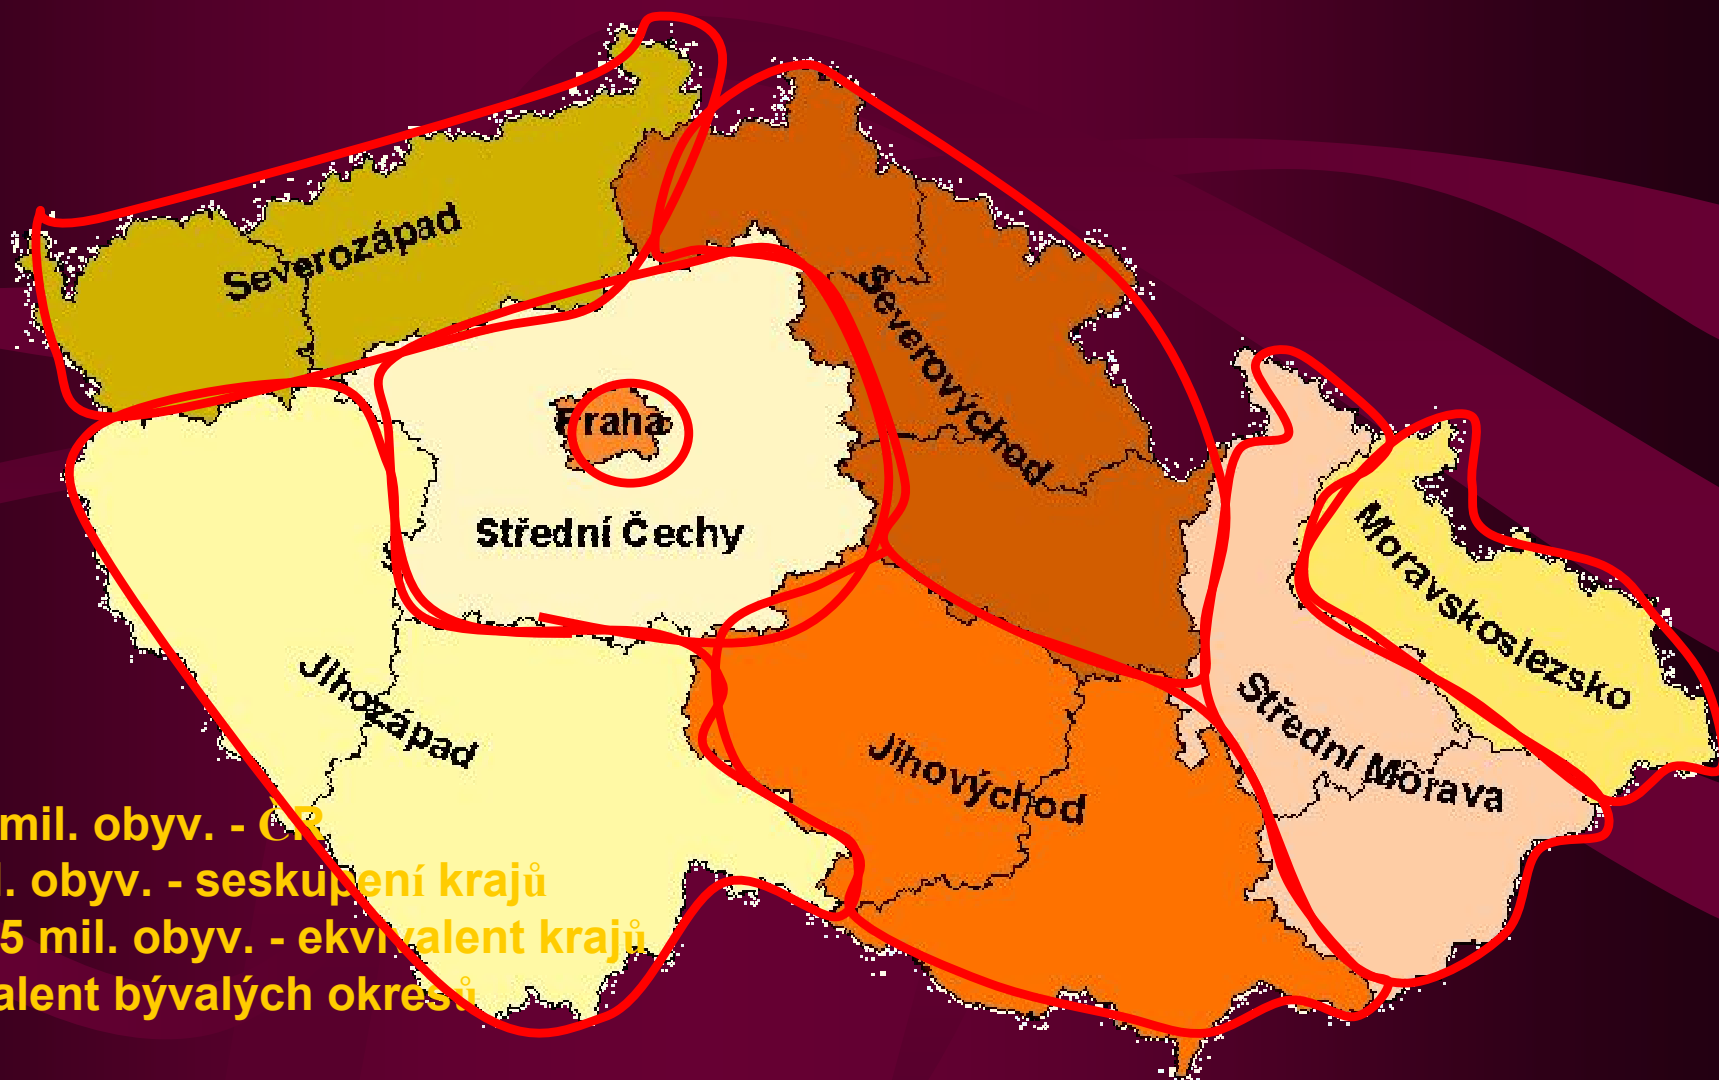 Severozápad
Severovýchod
Praha
Střední Čechy
Moravskoslezsko
Jihozápad
Střední Morava
Jihovýchod
mil. obyv. - ČR
. obyv. - seskupení krajů
5 mil. obyv. - ekvivalent krajů
alent bývalých okresů